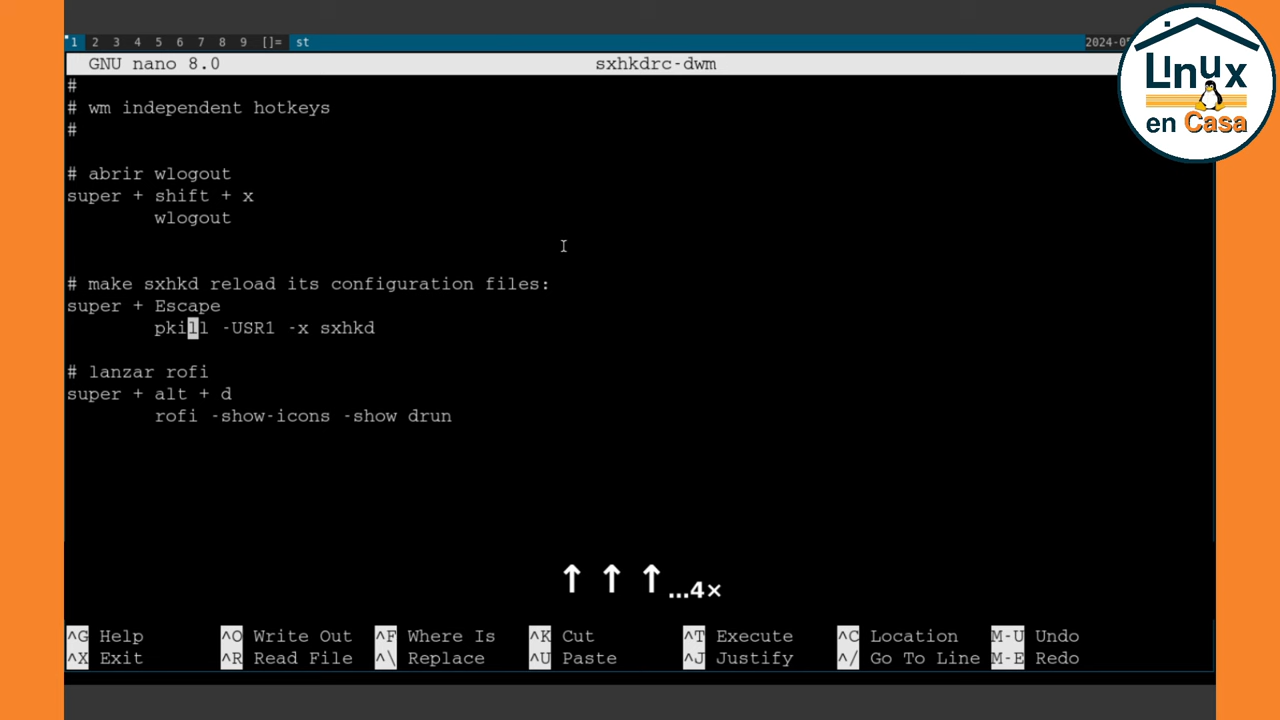 1 2 3 4 5 6 7 8 9 []= st 2024-0
GNU nano 8.0 sxhkdrc-dwm
Linux
en Casa
#
# wm independent hotkeys
#
# abrir wlogout
super + shift + x
wlogout
# make sxhkd reload its configuration files:
super + Escape
pkill -USR1 -x sxhkd
# lanzar rofi
super + alt + d
rofi -show-icons -show drun
↑ ↑ ↑ ...4×
^G Help ^O Write Out ^F Where Is ^K Cut ^T Execute ^C Location M-U Undo
^X Exit ^R Read File ^\ Replace ^U Paste ^J Justify ^/ Go To Line M-E Redo